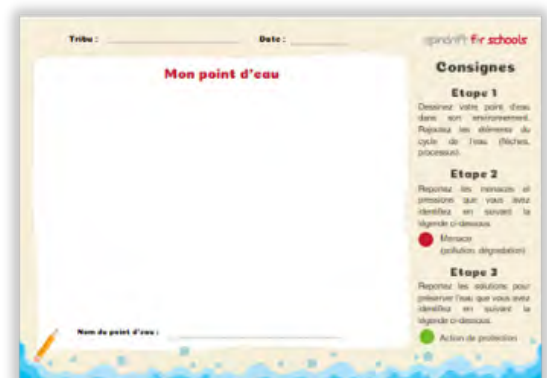 Tribu :
Date :
spindrift for schools
Mon point d'eau
Consignes
Etape 1
Dessinez votre point d'eau
dans son environnement.
Rajoutez les éléments du
cycle de l'eau (flèches,
processus).
Etape 2
Reportez les menaces et
pressions que vous avez
identifiez en suivant la
légende ci-dessous.
Menace
(pollution, dégradation)
Etape 3
Reportez les solutions pour
préserver l'eau que vous avez
identifiez en suivant la
légende ci-dessous.
Action de protection
Nom du point d'eau :